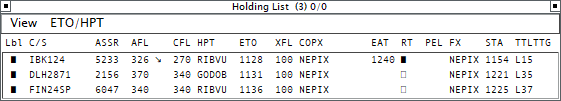 Holding List (3) 0/0
View ETO/HPT
Lbl C/S ASSR AFL CFL HPT ETO XFL COPX EAT RT PEL FX STA TTLTTG
■ IBK124 5233 326 ↘ 270 RIBVU 1128 100 NEPIX 1240 ■ NEPIX 1154 L15
■ DLH2871 2156 370 340 GODOB 1131 100 NEPIX □ NEPIX 1221 L35
■ FIN24SP 6047 340 340 RIBVU 1136 100 NEPIX □ NEPIX 1225 L37